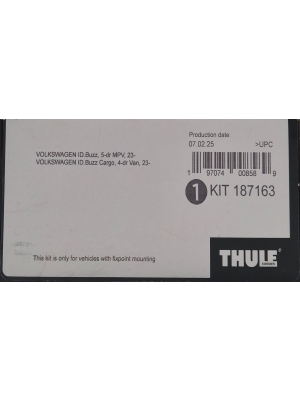 Production date:
07.02.25 >UPC
VOLKSWAGEN ID.Buzz, 5-dr MPV, 23-
VOLKSWAGEN ID.Buzz Cargo, 4-dr Van, 23-
1 97074 00858 9
1 KIT 187163
THULE
This kit is only for vehicles with fixpoint mounting